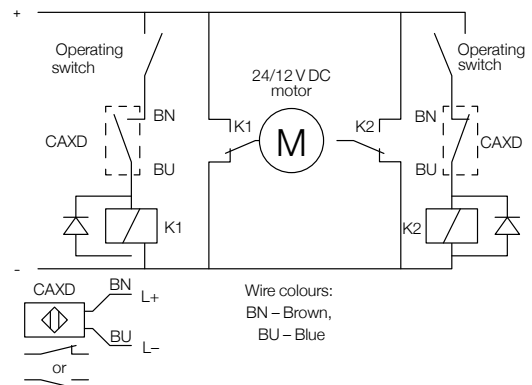 +
Operating
switch
24/12 V DC
motor
Operating
switch
BN
K1
M
K2
BN
CAXD
CAXD
BU
BU
K1
K2
-
CAXD
BN
L+
BU
L–
or
Wire colours:
BN – Brown,
BU – Blue